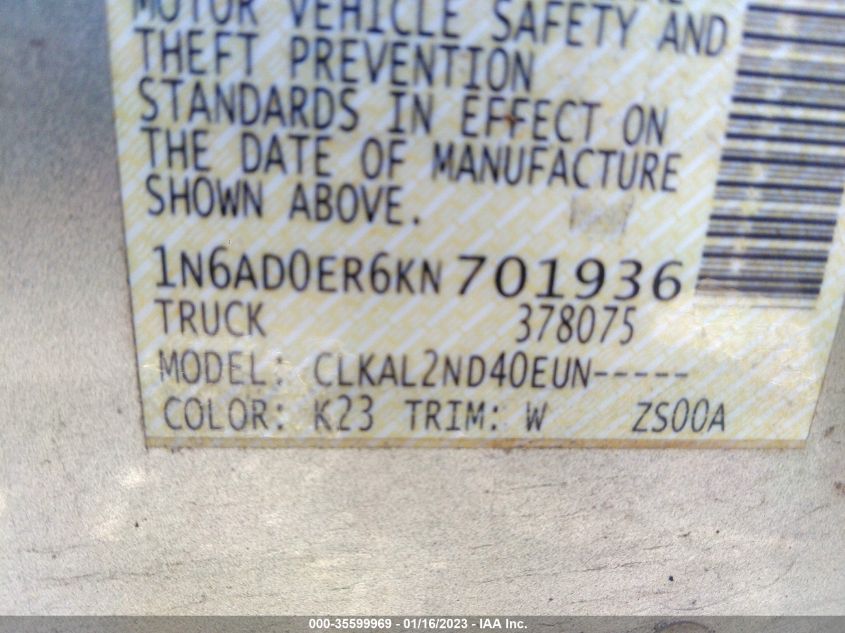 MOTOR VEHICLE SAFETY AND
THEFT PREVENTION
STANDARDS IN EFFECT ON
THE DATE OF MANUFACTURE
SHOWN ABOVE.
1N6AD0ER6KN701936
TRUCK 378075
MODEL: CLKAL2ND40EUN-----
COLOR: K23 TRIM: W ZS00A
000-35599969 - 01/16/2023 - IAA Inc.